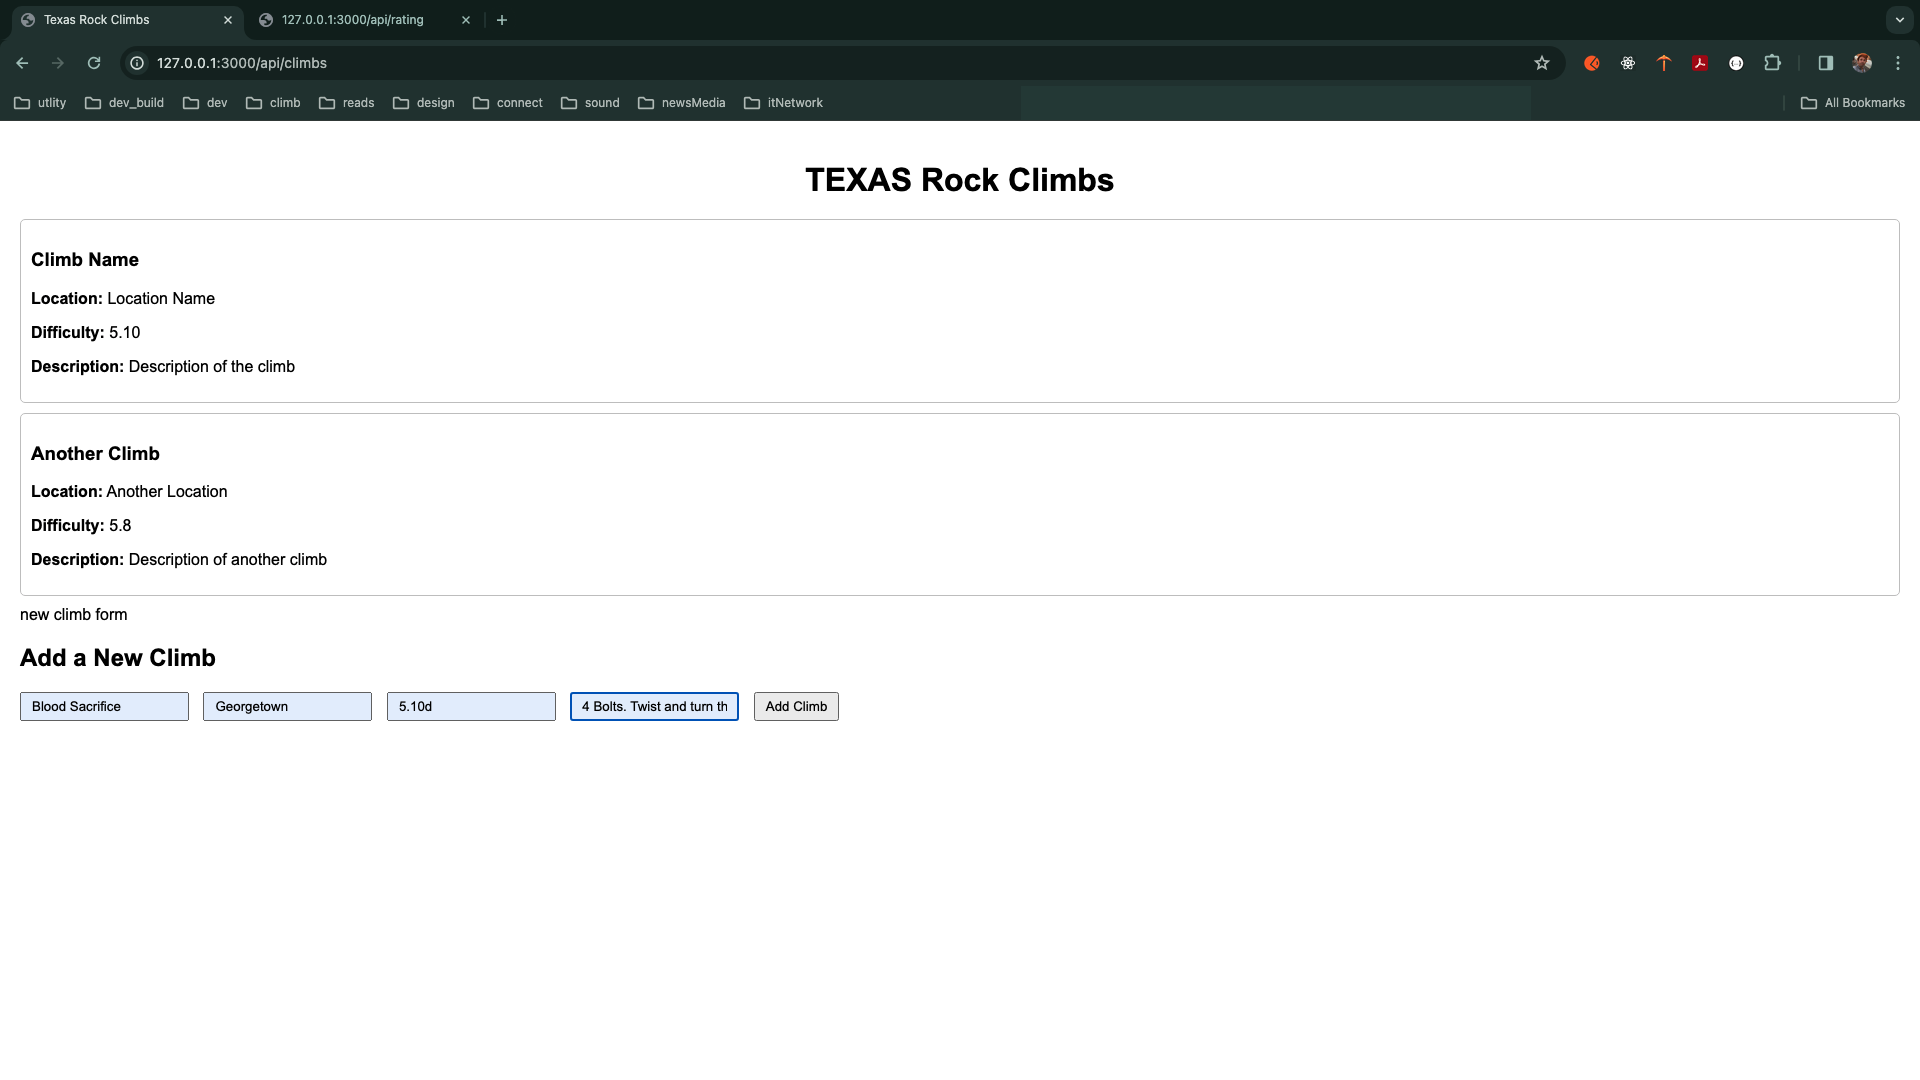 Texas Rock Climbs
127.0.0.1:3000/api/rating
127.0.0.1:3000/api/climbs
utlity
dev_build
dev
climb
reads
design
connect
sound
newsMedia
itNetwork
All Bookmarks
TEXAS Rock Climbs
Climb Name
Location: Location Name
Difficulty: 5.10
Description: Description of the climb
Another Climb
Location: Another Location
Difficulty: 5.8
Description: Description of another climb
new climb form
Add a New Climb
Blood Sacrifice
Georgetown
5.10d
4 Bolts. Twist and turn th
Add Climb